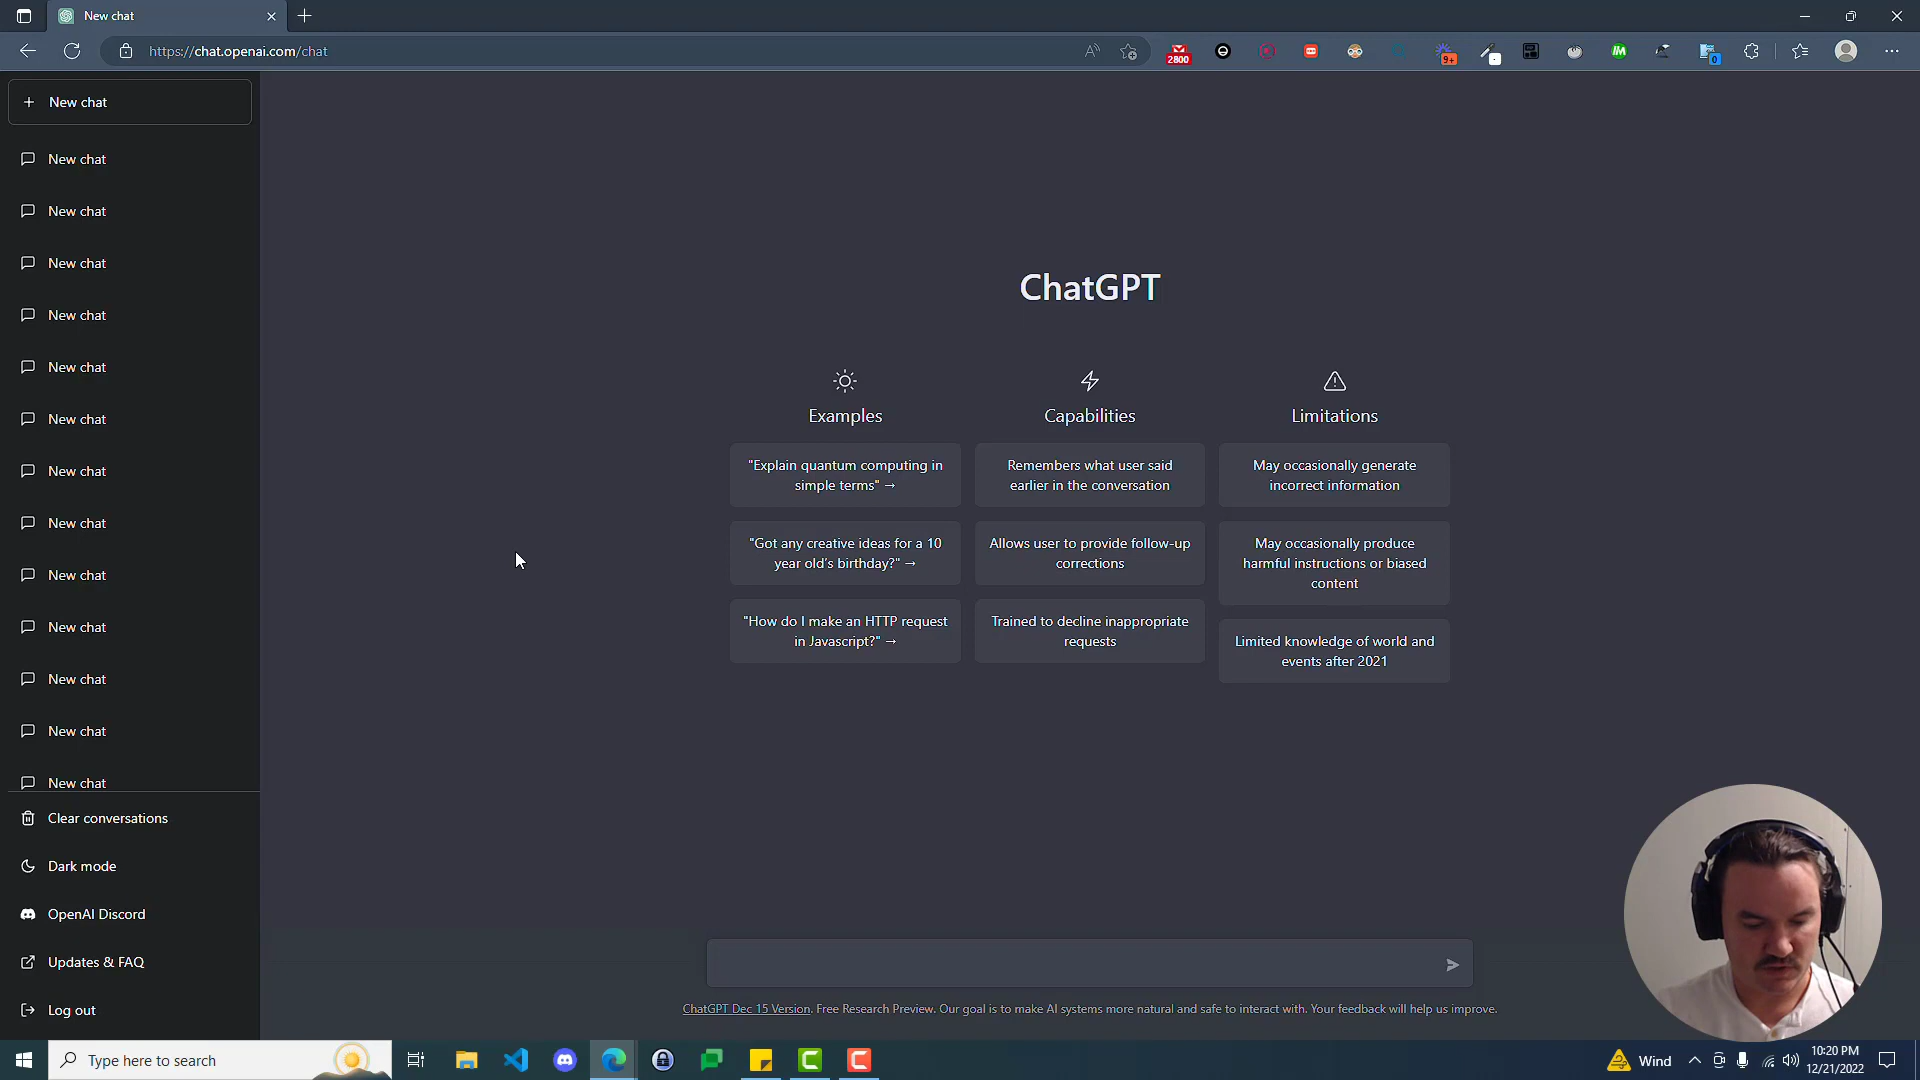 New chat
https://chat.openai.com/chat
2800
9+
0
New chat
New chat
New chat
New chat
New chat
New chat
New chat
New chat
New chat
New chat
New chat
New chat
New chat
New chat
Clear conversations
Dark mode
OpenAI Discord
Updates & FAQ
Log out
ChatGPT
Examples
"Explain quantum computing in
simple terms" →
"Got any creative ideas for a 10
year old's birthday?" →
"How do I make an HTTP request
in Javascript?" →
Capabilities
Remembers what user said
earlier in the conversation
Allows user to provide follow-up
corrections
Trained to decline inappropriate
requests
Limitations
May occasionally generate
incorrect information
May occasionally produce
harmful instructions or biased
content
Limited knowledge of world and
events after 2021
ChatGPT Dec 15 Version. Free Research Preview. Our goal is to make AI systems more natural and safe to interact with. Your feedback will help us improve.
Type here to search
Wind
10:20 PM
12/21/2022